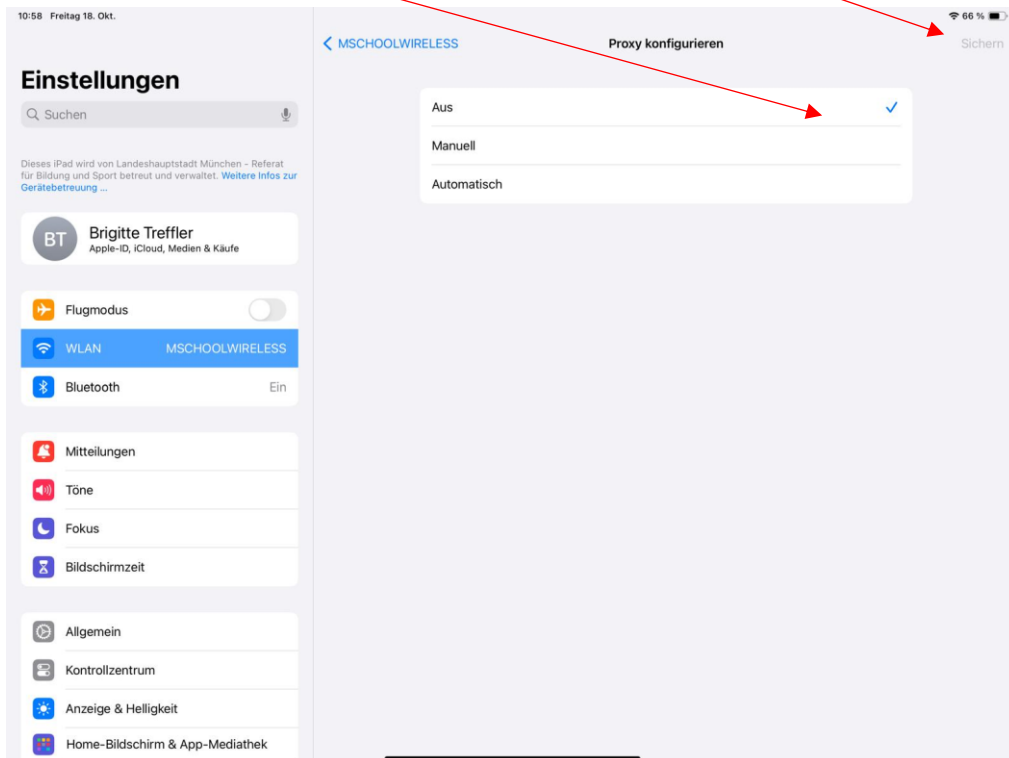 10:58 Freitag 18. Okt.
66 %
MSCHOOLWIRELESS
Proxy konfigurieren
Sichern
Einstellungen
Suchen
Dieses iPad wird von Landeshauptstadt München - Referat
für Bildung und Sport betreut und verwaltet. Weitere Infos zur
Gerätebetreuung ...
BT
Brigitte Treffler
Apple-ID, iCloud, Medien & Käufe
Flugmodus
WLAN MSCHOOLWIRELESS
Bluetooth Ein
Mitteilungen
Töne
Fokus
Bildschirmzeit
Allgemein
Kontrollzentrum
Anzeige & Helligkeit
Home-Bildschirm & App-Mediathek
Aus
Manuell
Automatisch